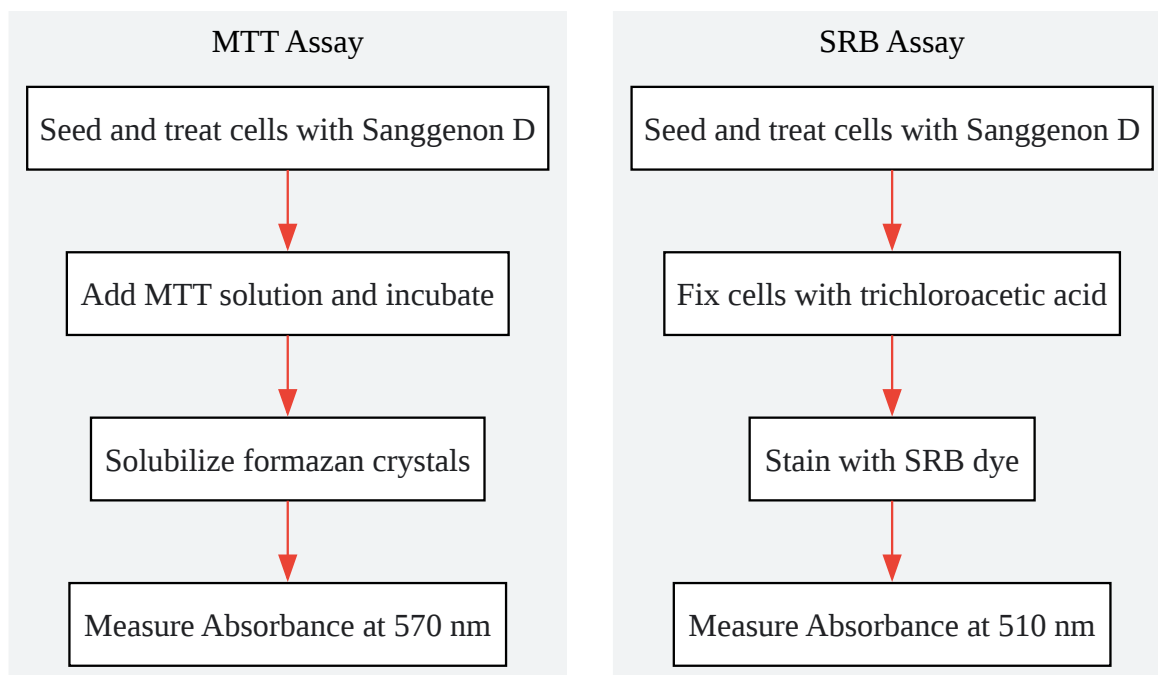 MTT Assay
Seed and treat cells with Sanggenon D
Add MTT solution and incubate
Solubilize formazan crystals
Measure Absorbance at 570 nm
SRB Assay
Seed and treat cells with Sanggenon D
Fix cells with trichloroacetic acid
Stain with SRB dye
Measure Absorbance at 510 nm